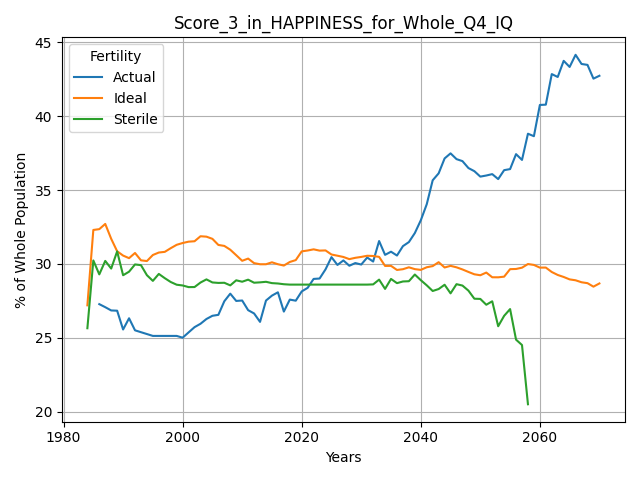 Score_3_in_HAPPINESS_for_Whole_Q4_IQ
% of Whole Population
45
40
35
30
25
20
Fertility
Actual
Ideal
Sterile
1980
2000
2020
2040
2060
Years